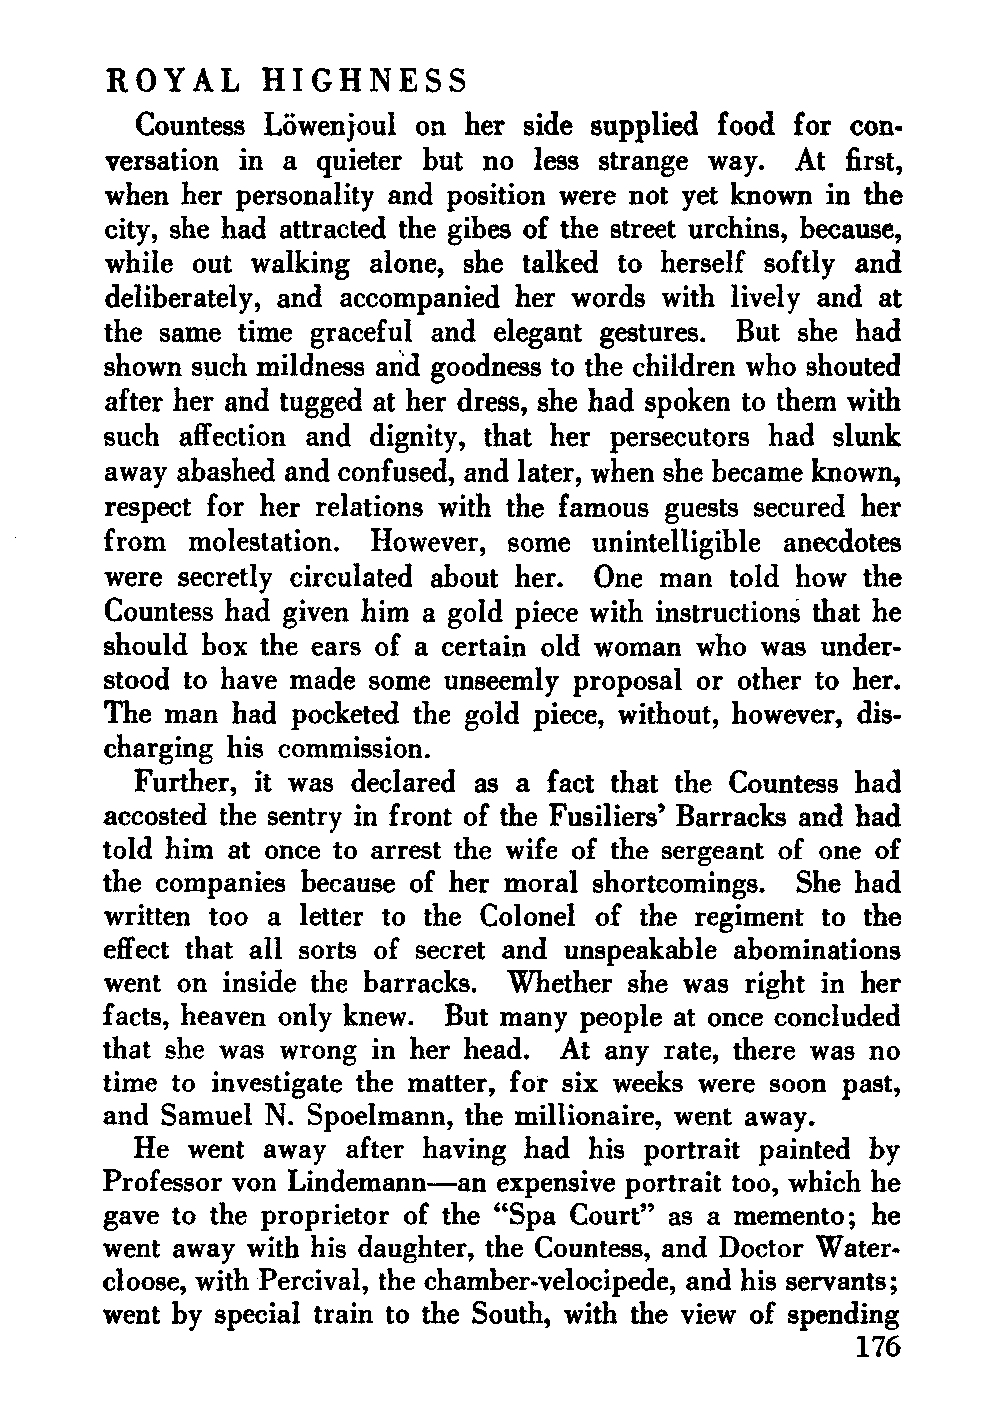 ROYAL HIGHNESS
Countess Löwenjoul on her side supplied food for con-
versation in a quieter but no less strange way. At first,
when her personality and position were not yet known in the
city, she had attracted the gibes of the street urchins, because,
while out walking alone, she talked to herself softly and
deliberately, and accompanied her words with lively and at
the same time graceful and elegant gestures. But she had
shown such mildness and goodness to the children who shouted
after her and tugged at her dress, she had spoken to them with
such affection and dignity, that her persecutors had slunk
away abashed and confused, and later, when she became known,
respect for her relations with the famous guests secured her
from molestation. However, some unintelligible anecdotes
were secretly circulated about her. One man told how the
Countess had given him a gold piece with instructions that he
should box the ears of a certain old woman who was under-
stood to have made some unseemly proposal or other to her.
The man had pocketed the gold piece, without, however, dis-
charging his commission.
Further, it was declared as a fact that the Countess had
accosted the sentry in front of the Fusiliers' Barracks and had
told him at once to arrest the wife of the sergeant of one of
the companies because of her moral shortcomings. She had
written too a letter to the Colonel of the regiment to the
effect that all sorts of secret and unspeakable abominations
went on inside the barracks. Whether she was right in her
facts, heaven only knew. But many people at once concluded
that she was wrong in her head. At any rate, there was no
time to investigate the matter, for six weeks were soon past,
and Samuel N. Spoelmann, the millionaire, went away.
He went away after having had his portrait painted by
Professor von Lindemann—an expensive portrait too, which he
gave to the proprietor of the “Spa Court” as a memento; he
went away with his daughter, the Countess, and Doctor Water-
cloose, with Percival, the chamber-velocipede, and his servants;
went by special train to the South, with the view of spending
176